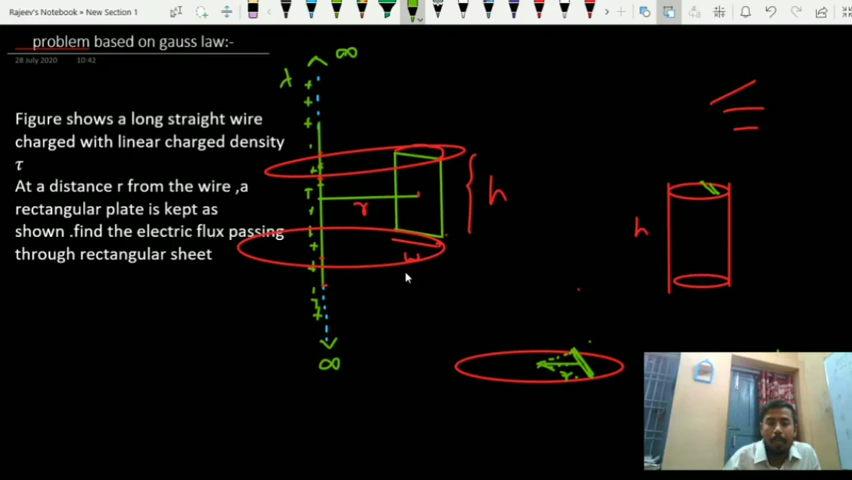 Rajeev's Notebook » New Section 1
problem based on gauss law:-
28 July 2020 10:42
Figure shows a long straight wire
charged with linear charged density
τ
At a distance r from the wire ,a
rectangular plate is kept as
shown .find the electric flux passing
through rectangular sheet
∞
λ
r
h
w
∞
h
r